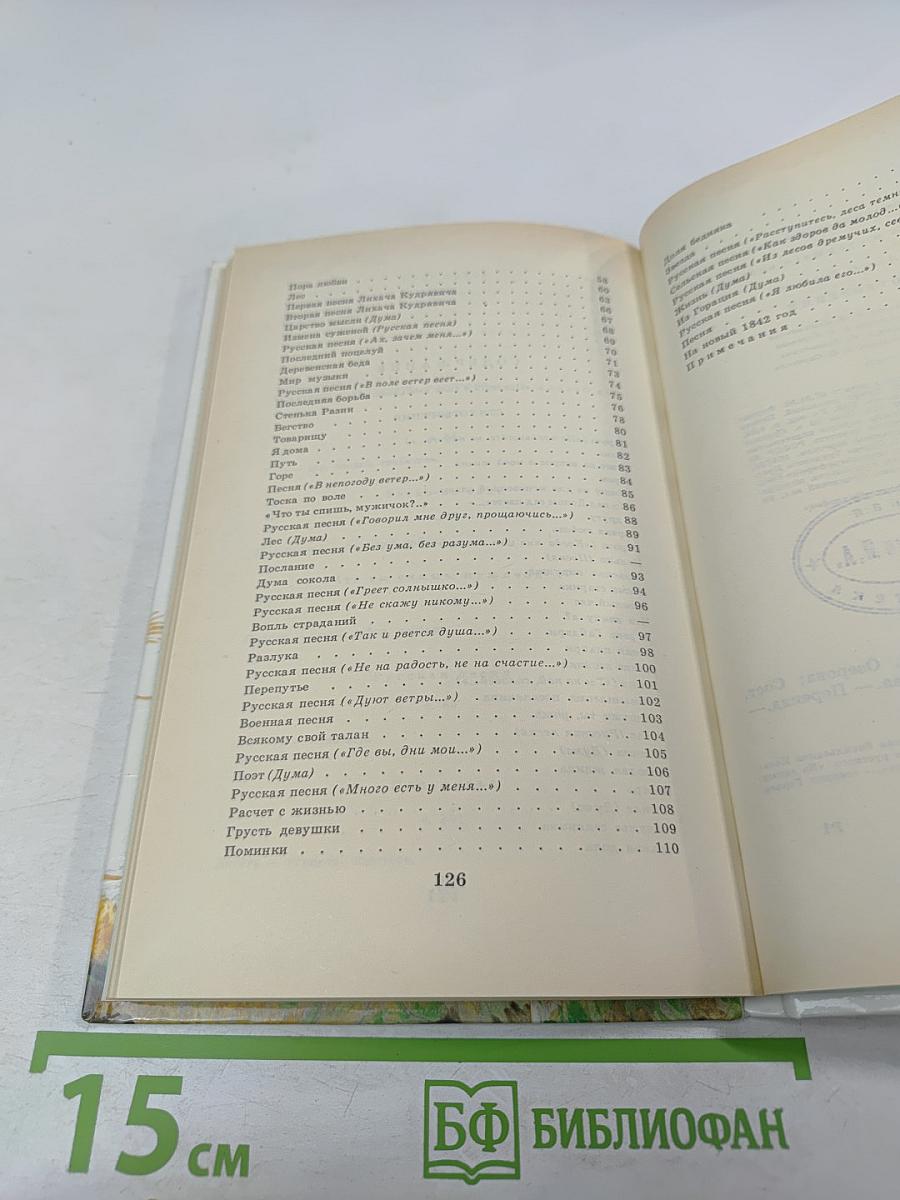 Пора любви 58
Лес 60
Первая песня Лихача Кудрявича 63
Вторая песня Лихача Кудрявича 66
Царство мысли (Дума) 67
Измена суженой (Русская песня) 68
Русская песня («Ах, зачем меня...») 69
Последний поцелуй 70
Деревенская беда 71
Мир музыки 73
Русская песня («В поле ветер веет...») 74
Последняя борьба 75
Стенька Разин 76
Бегство 78
Товарищу 80
Я дома 81
Путь 82
Горе 83
Песня («В непогоду ветер...») 84
Тоска по воле 85
«Что ты спишь, мужичок?..» 86
Русская песня («Говорил мне друг, прощаючись...») 88
Лес (Дума) 89
Русская песня («Без ума, без разума...») 91
Послание —
Дума сокола 93
Русская песня («Греет солнышко...») 94
Русская песня («Не скажу никому...») 96
Вопль страданий —
Русская песня («Так и рвется душа...») 97
Разлука 98
Русская песня («Не на радость, не на счастие...») 100
Перепутье 101
Русская песня («Дуют ветры...») 102
Военная песня 103
Всякому свой талан 104
Русская песня («Где вы, дни мои...») 105
Поэт (Дума) 106
Русская песня («Много есть у меня...») 107
Расчет с жизнью 108
Грусть девушки 109
Поминки 110
126
Доля бедняка
Звезда
Русская песня («Расступитесь, леса темн
Сельская песня («Как здоров да молод...
Русская песня («Из лесов дремучих,
Жизнь (Дума)
Из Горация (Дума)
Русская песня («Я любила его...»)
Песня
На новый 1842 год
Примечания
15 см
БФ БИБЛИОФАН